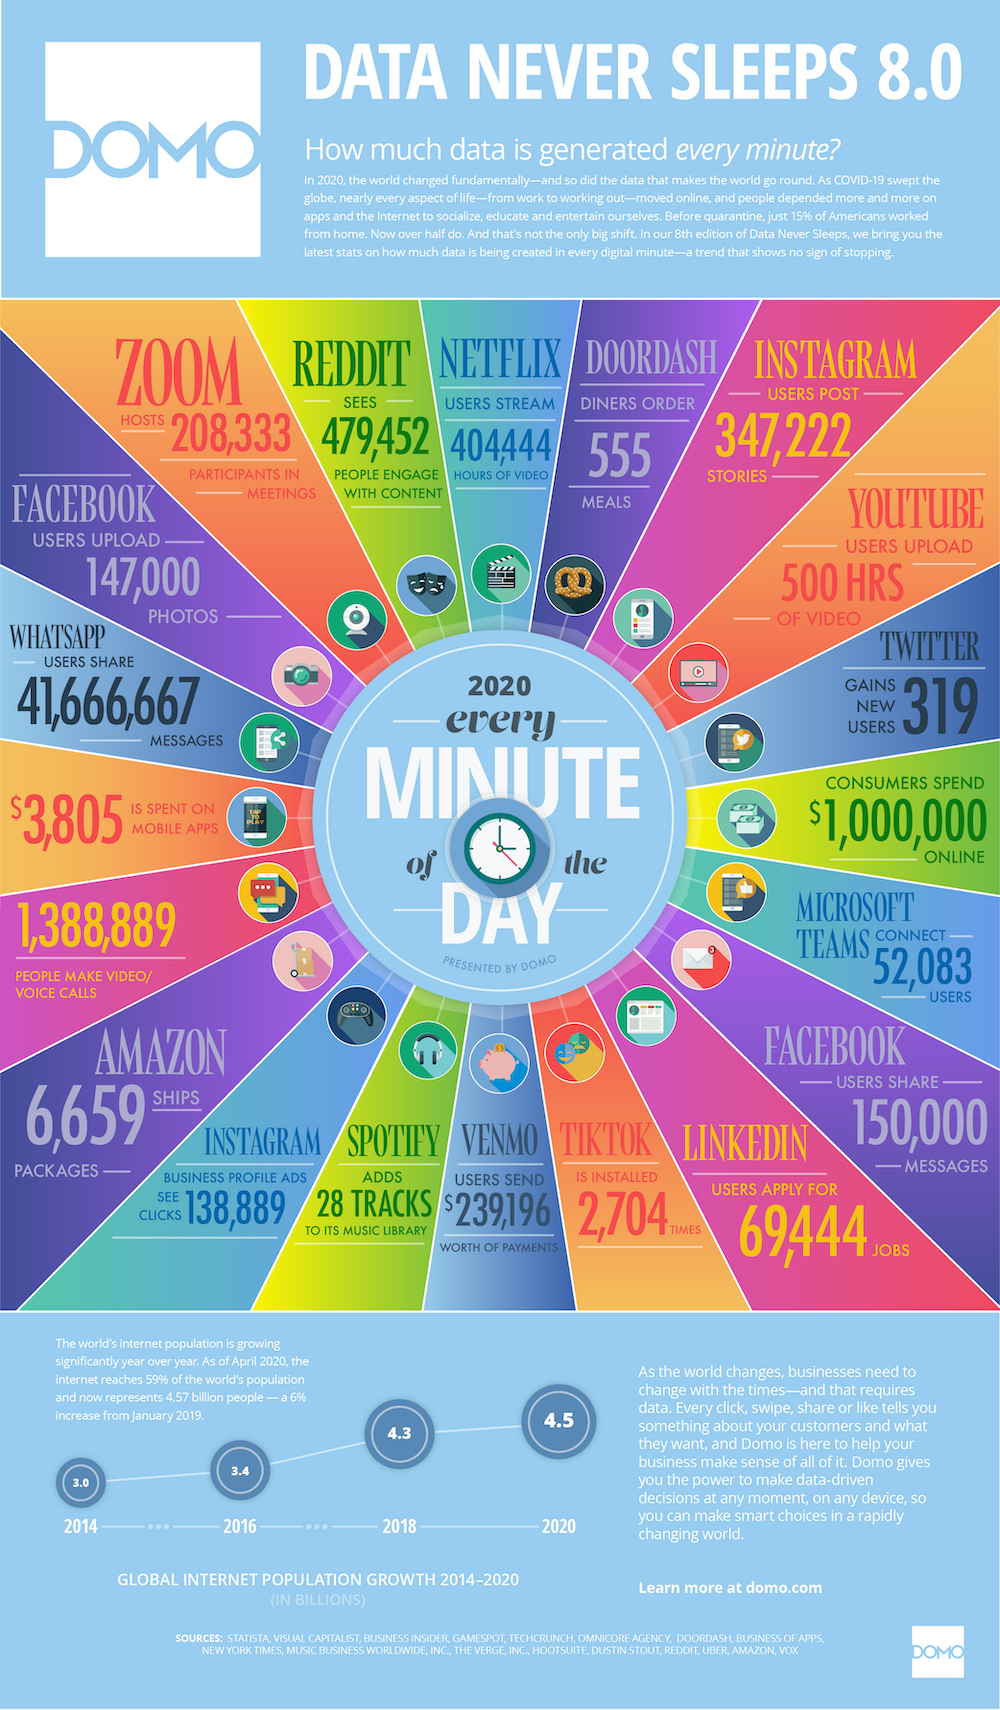 DOMO
DATA NEVER SLEEPS 8.0
How much data is generated every minute?
In 2020, the world changed fundamentally—and so did the data that makes the world go round. As COVID-19 swept the
globe, nearly every aspect of life—from work to working out—moved online, and people depended more and more on
apps and the Internet to socialize, educate and entertain ourselves. Before quarantine, just 15% of Americans worked
from home. Now over half do. And that's not the only big shift. In our 8th edition of Data Never Sleeps, we bring you the
latest stats on how much data is being created in every digital minute—a trend that shows no sign of stopping.
ZOOM
HOSTS 208,333
PARTICIPANTS IN
MEETINGS
REDDIT
SEES
479,452
PEOPLE ENGAGE
WITH CONTENT
NETFLIX
USERS STREAM
404,444
HOURS OF VIDEO
DOORDASH
DINERS ORDER
555
MEALS
INSTAGRAM
USERS POST
347,222
STORIES
YOUTUBE
USERS UPLOAD
500 HRS
OF VIDEO
TWITTER
GAINS
NEW
USERS
319
CONSUMERS SPEND
$1,000,000
ONLINE
MICROSOFT
TEAMS CONNECT
52,083
USERS
FACEBOOK
USERS SHARE
150,000
MESSAGES
LINKEDIN
USERS APPLY FOR
69,444 JOBS
TIKTOK
IS INSTALLED
2,704 TIMES
VENMO
USERS SEND
$239,196
WORTH OF PAYMENTS
SPOTIFY
ADDS
28 TRACKS
TO ITS MUSIC LIBRARY
INSTAGRAM
BUSINESS PROFILE ADS
SEE
CLICKS 138,889
AMAZON
6,659 SHIPS
PACKAGES
1,388,889
PEOPLE MAKE VIDEO/
VOICE CALLS
$3,805 IS SPENT ON
MOBILE APPS
WHATSAPP
USERS SHARE
41,666,667
MESSAGES
FACEBOOK
USERS UPLOAD
147,000
PHOTOS
TAP
TO
PLAY
3
2020
every
MINUTE
of the
DAY
PRESENTED BY DOMO
The world's internet population is growing
significantly year over year. As of April 2020, the
internet reaches 59% of the world's population
and now represents 4.57 billion people — a 6%
increase from January 2019.
3.0
3.4
4.3
4.5
2014
2016
2018
2020
GLOBAL INTERNET POPULATION GROWTH 2014–2020
(IN BILLIONS)
As the world changes, businesses need to
change with the times—and that requires
data. Every click, swipe, share or like tells you
something about your customers and what
they want, and Domo is here to help your
business make sense of all of it. Domo gives
you the power to make data-driven
decisions at any moment, on any device, so
you can make smart choices in a rapidly
changing world.
Learn more at domo.com
SOURCES: STATISTA, VISUAL CAPITALIST, BUSINESS INSIDER, GAMESPOT, TECHCRUNCH, OMNICORE AGENCY, DOORDASH, BUSINESS OF APPS,
NEW YORK TIMES, MUSIC BUSINESS WORLDWIDE, INC., THE VERGE, INC., HOOTSUITE, DUSTIN STOUT, REDDIT, UBER, AMAZON, VOX
DOMO